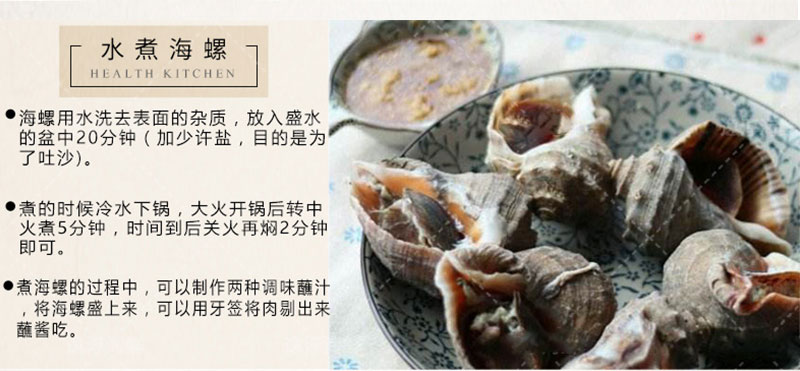 水煮海螺
HEALTH KITCHEN
●海螺用水洗去表面的杂质，放入盛水
的盆中20分钟（加少许盐，目的是为
了吐沙)。
●煮的时候冷水下锅，大火开锅后转中
火煮5分钟，时间到后关火再焖2分钟
即可。
●煮海螺的过程中，可以制作两种调味蘸汁
，将海螺盛上来，可以用牙签将肉剔出来
蘸酱吃。